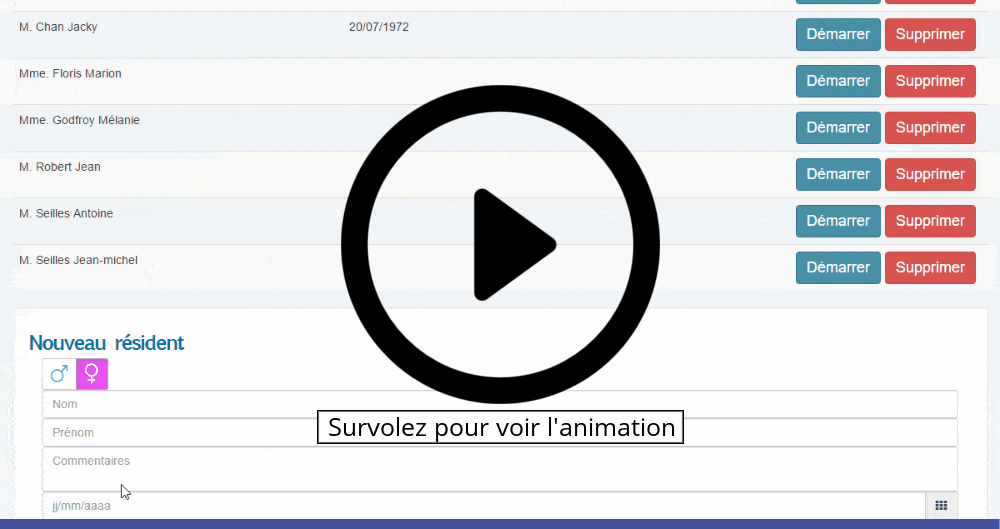 M. Chan Jacky 20/07/1972 Démarrer Supprimer
Mme. Floris Marion Démarrer Supprimer
Mme. Godfroy Mélanie Démarrer Supprimer
M. Robert Jean Démarrer Supprimer
M. Seilles Antoine Démarrer Supprimer
M. Seilles Jean-michel Démarrer Supprimer
Nouveau résident
Nom
Survolez pour voir l'animation
Prénom
Commentaires
jj/mm/aaaa